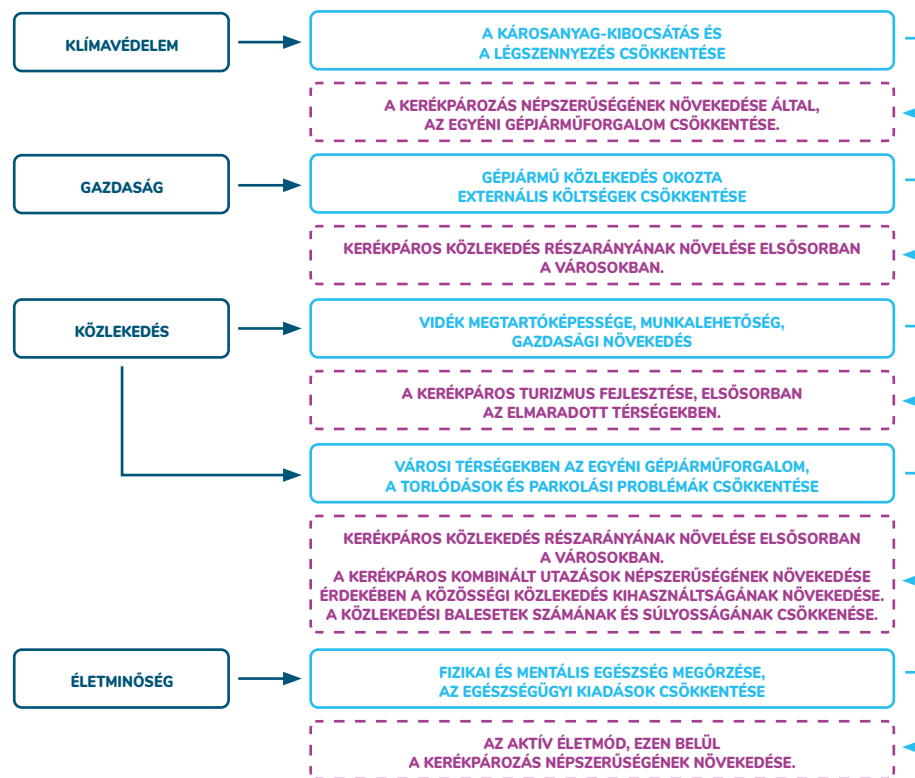 KLÍMAVÉDELEM
A KÁROSANYAG-KIBOCSÁTÁS ÉS
A LÉGSZENNYEZÉS CSÖKKENTÉSE
A KERÉKPÁROZÁS NÉPSZERŰSÉGÉNEK NÖVEKEDÉSE ÁLTAL,
AZ EGYÉNI GÉPJÁRMŰFORGALOM CSÖKKENTÉSE.
GAZDASÁG
GÉPJÁRMŰ KÖZLEKEDÉS OKOZTA
EXTERNÁLIS KÖLTSÉGEK CSÖKKENTÉSE
KERÉKPÁROS KÖZLEKEDÉS RÉSZARÁNYÁNAK NÖVELÉSE ELSŐSORBAN
A VÁROSOKBAN.
KÖZLEKEDÉS
VIDÉK MEGTARTÓKÉPESSÉGE, MUNKALEHETŐSÉG,
GAZDASÁGI NÖVEKEDÉS
A KERÉKPÁROS TURIZMUS FEJLESZTÉSE, ELSŐSORBAN
AZ ELMARADOTT TÉRSÉGEKBEN.
VÁROSI TÉRSÉGEKBEN AZ EGYÉNI GÉPJÁRMŰFORGALOM,
A TORLÓDÁSOK ÉS PARKOLÁSI PROBLÉMÁK CSÖKKENTÉSE
KERÉKPÁROS KÖZLEKEDÉS RÉSZARÁNYÁNAK NÖVELÉSE ELSŐSORBAN
A VÁROSOKBAN.
A KERÉKPÁROS KOMBINÁLT UTAZÁSOK NÉPSZERŰSÉGÉNEK NÖVEKEDÉSE
ÉRDEKÉBEN A KÖZÖSSÉGI KÖZLEKEDÉS KIHASZNÁLTSÁGÁNAK NÖVEKEDÉSE.
A KÖZLEKEDÉSI BALESETEK SZÁMÁNAK ÉS SÚLYOSSÁGÁNAK CSÖKKENÉSE.
ÉLETMINŐSÉG
FIZIKAI ÉS MENTÁLIS EGÉSZSÉG MEGŐRZÉSE,
AZ EGÉSZSÉGÜGYI KIADÁSOK CSÖKKENTÉSE
AZ AKTÍV ÉLETMÓD, EZEN BELÜL
A KERÉKPÁROZÁS NÉPSZERŰSÉGÉNEK NÖVEKEDÉSE.